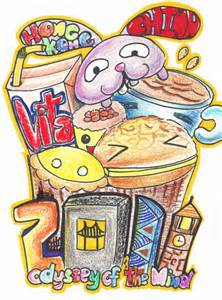 HONG KONG
CHINA
Vita
2011
Odyssey of the Mind